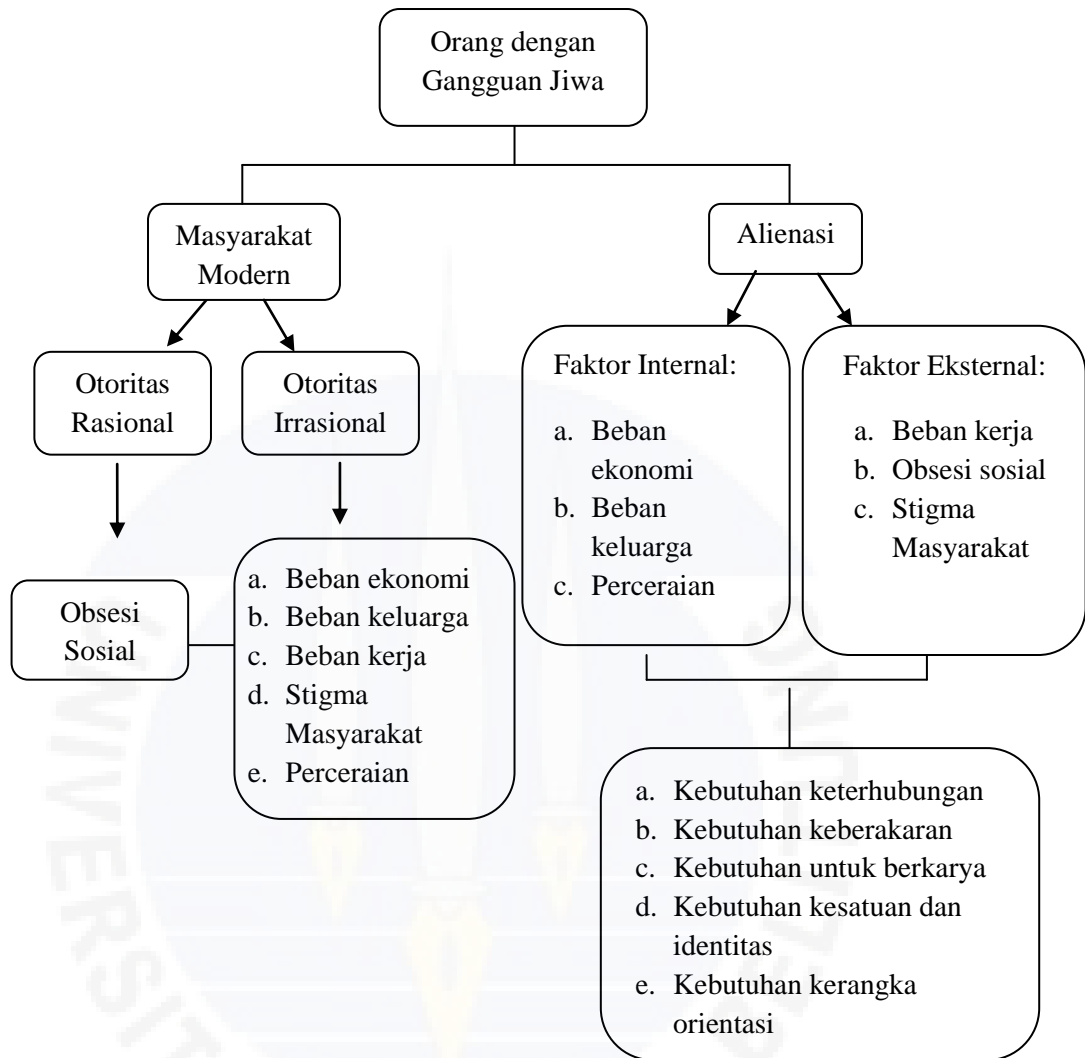 Orang dengan
Gangguan Jiwa
Masyarakat
Modern
Alienasi
Otoritas
Rasional
Otoritas
Irrasional
Faktor Internal:
a. Beban
ekonomi
b. Beban
keluarga
c. Perceraian
Faktor Eksternal:
a. Beban kerja
b. Obsesi sosial
c. Stigma
Masyarakat
Obsesi
Sosial
a. Beban ekonomi
b. Beban keluarga
c. Beban kerja
d. Stigma
Masyarakat
e. Perceraian
a. Kebutuhan keterhubungan
b. Kebutuhan keberakaran
c. Kebutuhan untuk berkarya
d. Kebutuhan kesatuan dan
identitas
e. Kebutuhan kerangka
orientasi